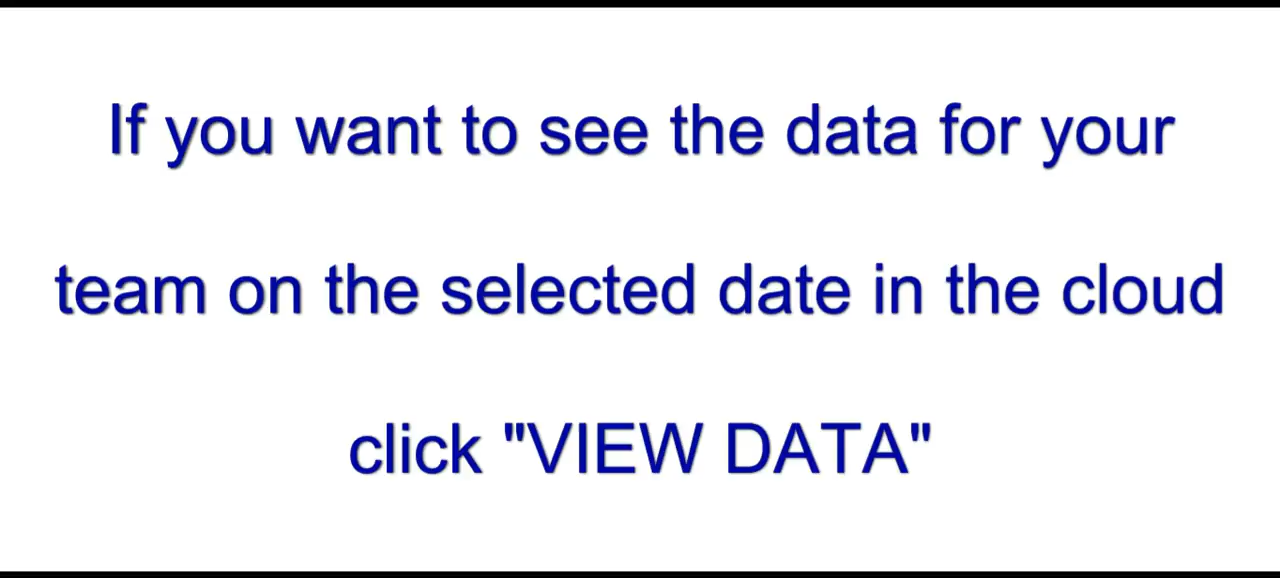 If you want to see the data for your
team on the selected date in the cloud
click "VIEW DATA"